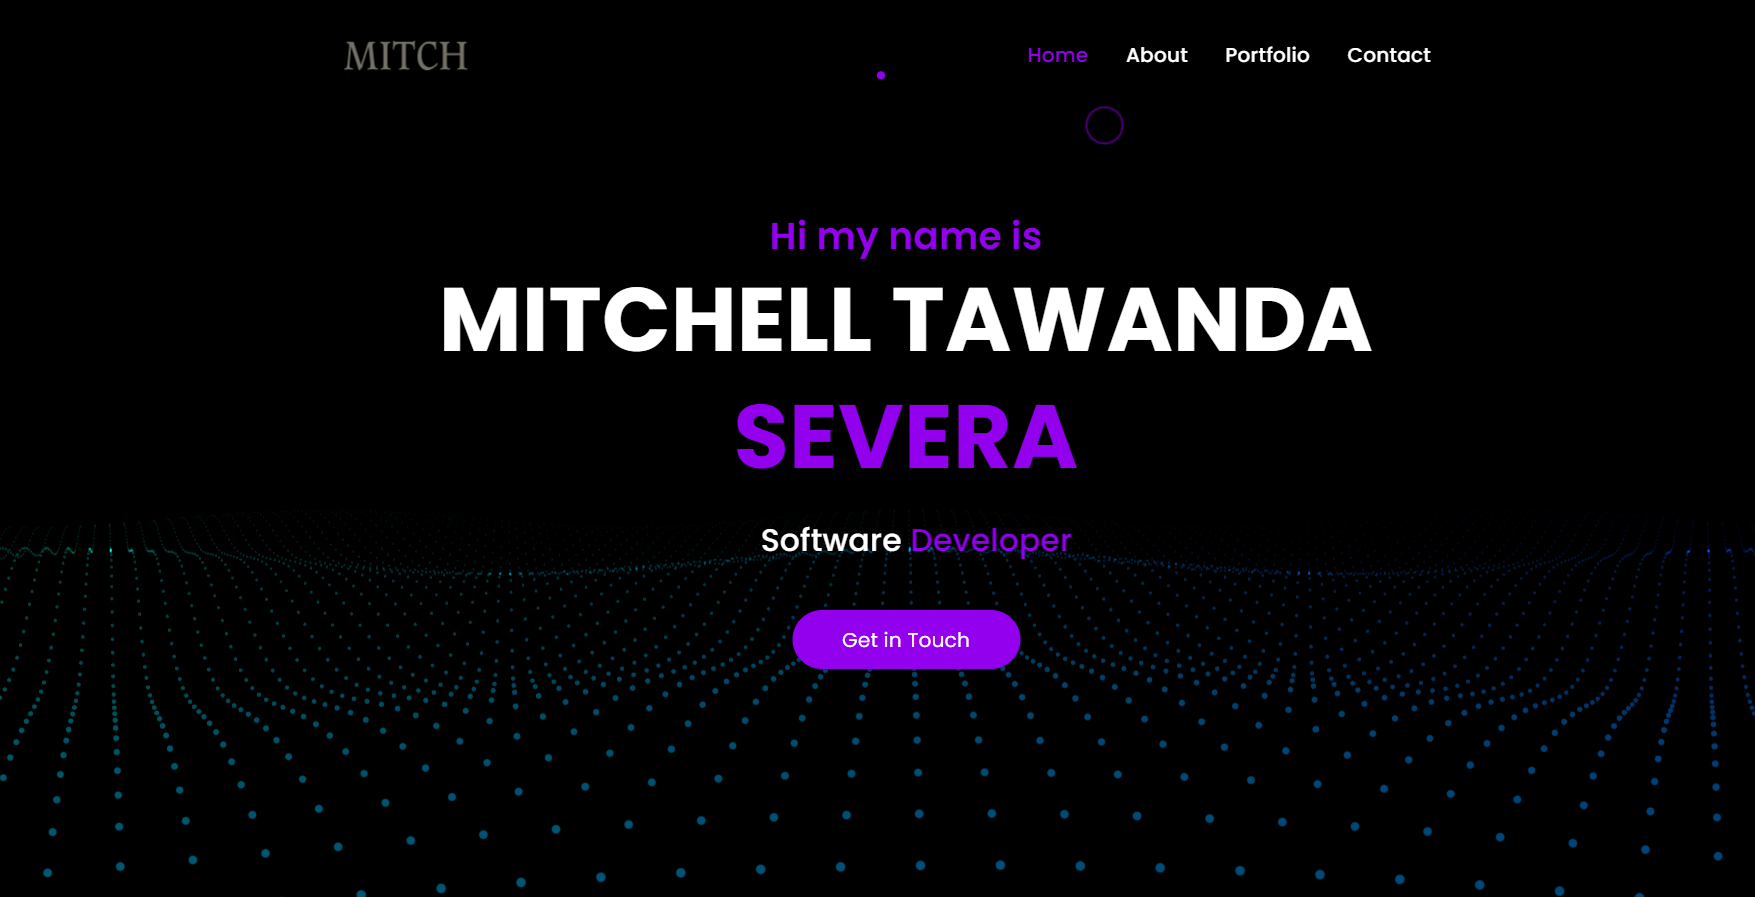 MITCH
Home About Portfolio Contact
Hi my name is
MITCHELL TAWANDA
SEVERA
Software Developer
Get in Touch